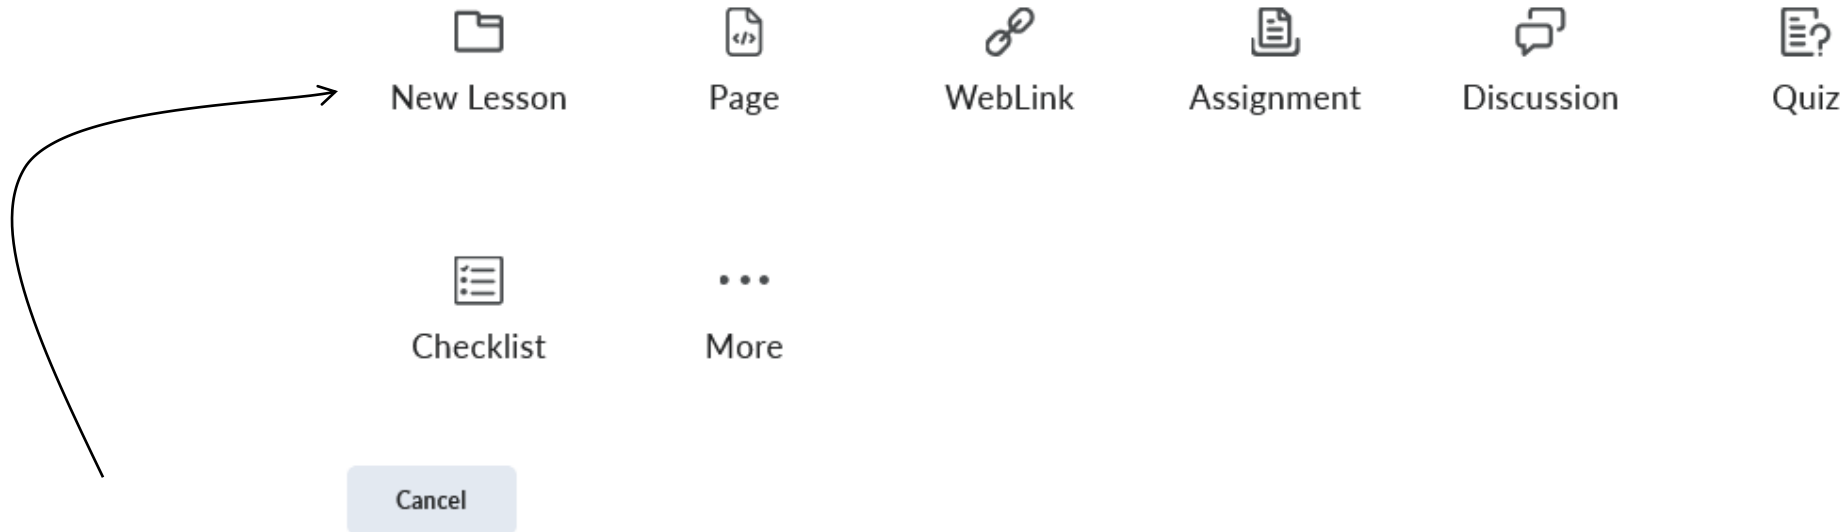 New Lesson Page WebLink Assignment Discussion Quiz
Checklist More
Cancel